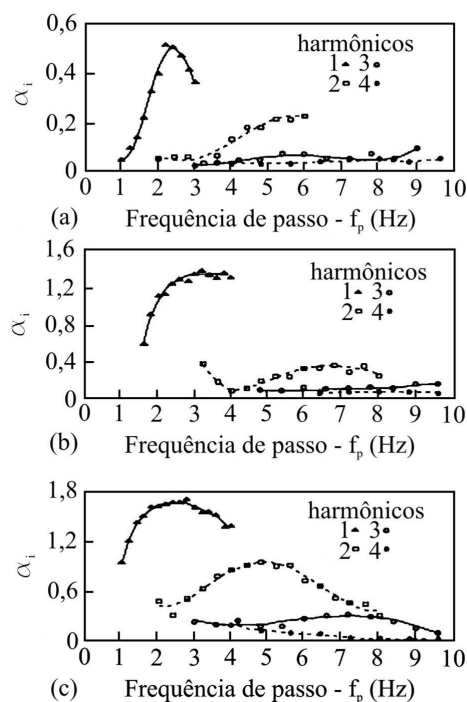 0,6
harmônicos
0,4
1 3
2 4
αi
0,2
0
0 1 2 3 4 5 6 7 8 9 10
(a) Frequência de passo - fp (Hz)
1,6
harmônicos
1,2
1 3
2 4
αi
0,8
0,4
0
0 1 2 3 4 5 6 7 8 9 10
(b) Frequência de passo - fp (Hz)
1.8
harmônicos
1 3
1.2
2 4
αi
0.6
0
0 1 2 3 4 5 6 7 8 9 10
(c) Frequência de passo - fp (Hz)